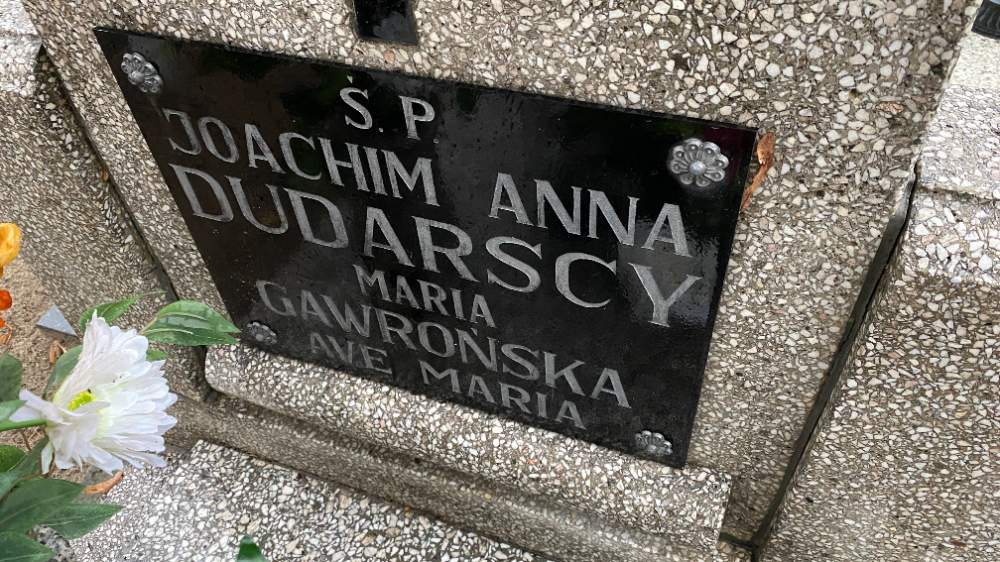 Ś. P
JOACHIM ANNA
DUDARSCY
MARIA
GAWROŃSKA
AVE MARIA